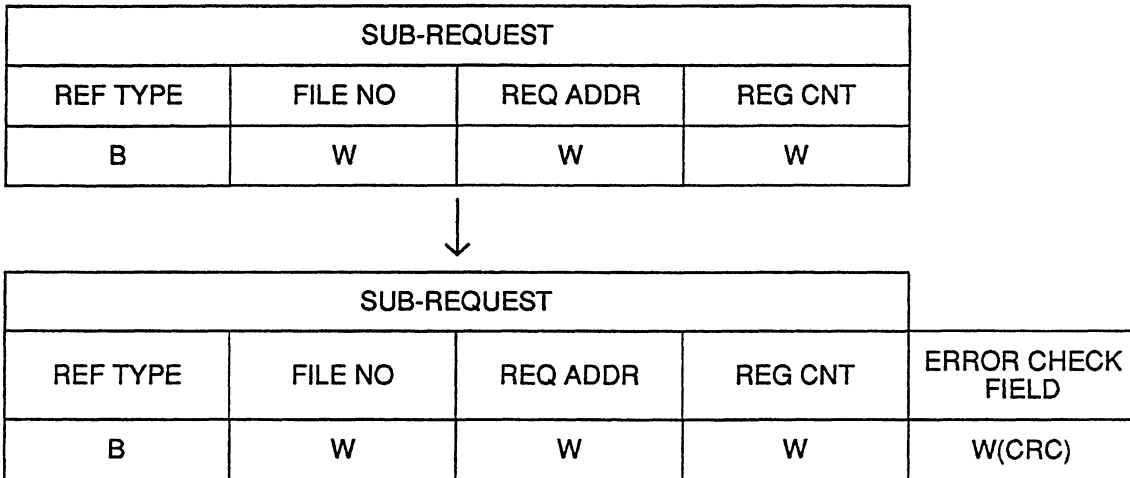 SUB-REQUEST
REF TYPE FILE NO REQ ADDR REG CNT
B W W W
SUB-REQUEST
REF TYPE FILE NO REQ ADDR REG CNT ERROR CHECK FIELD
B W W W W(CRC)